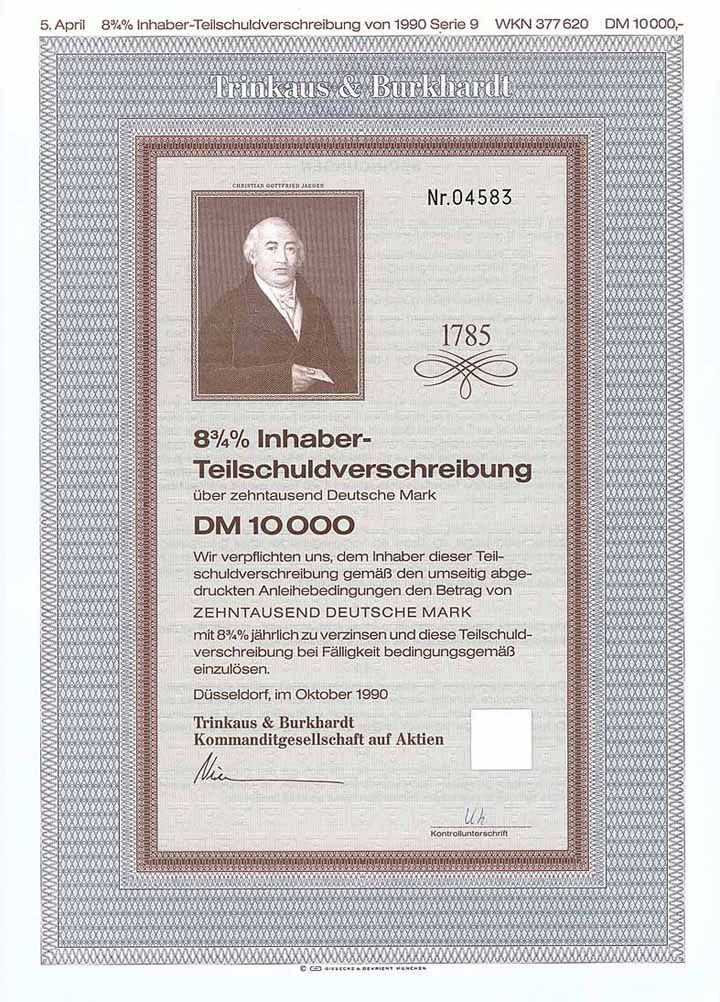 5. April 8¾% Inhaber-Teilschuldverschreibung von 1990 Serie 9 WKN 377620 DM 10000,-
Trinkaus & Burkhardt
CHRISTIAN GOTTFRIED JAEGER
Nr.04583
1785
8¾% Inhaber-
Teilschuldverschreibung
über zehntausend Deutsche Mark
DM 10000
Wir verpflichten uns, dem Inhaber dieser Teil-
schuldverschreibung gemäß den umseitig abge-
druckten Anleihebedingungen den Betrag von
ZEHNTAUSEND DEUTSCHE MARK
mit 8¾% jährlich zu verzinsen und diese Teilschuld-
verschreibung bei Fälligkeit bedingungsgemäß
einzulösen.
Düsseldorf, im Oktober 1990
Trinkaus & Burkhardt
Kommanditgesellschaft auf Aktien
Kontrollunterschrift
© GD GIESECKE & DEVRIENT MÜNCHEN